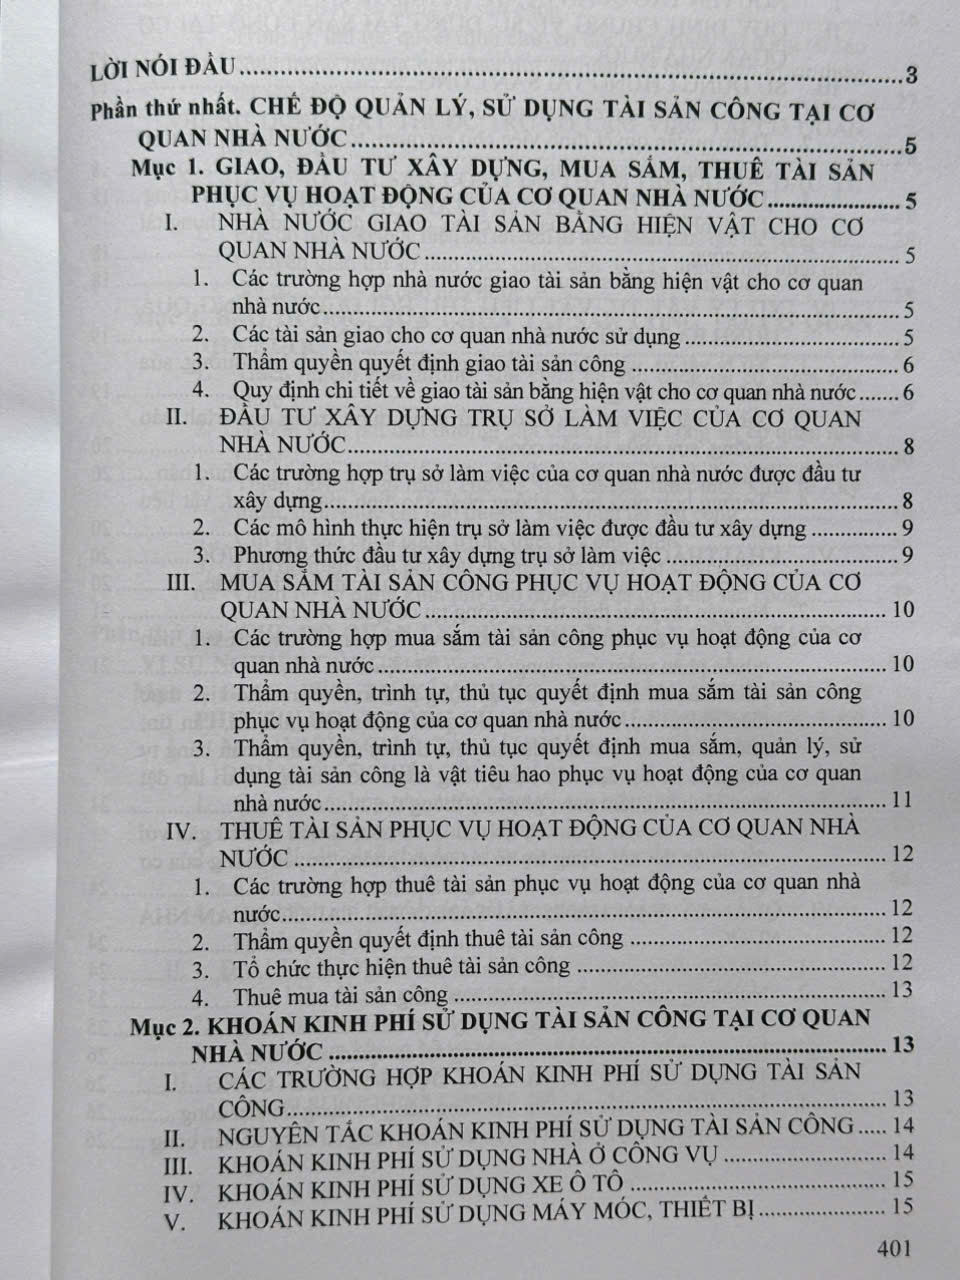 LỜI NÓI ĐẦU.....3
Phần thứ nhất. CHẾ ĐỘ QUẢN LÝ, SỬ DỤNG TÀI SẢN CÔNG TẠI CƠ
QUAN NHÀ NƯỚC.....5
Mục 1. GIAO, ĐẦU TƯ XÂY DỰNG, MUA SẮM, THUÊ TÀI SẢN
PHỤC VỤ HOẠT ĐỘNG CỦA CƠ QUAN NHÀ NƯỚC.....5
I. NHÀ NƯỚC GIAO TÀI SẢN BẰNG HIỆN VẬT CHO CƠ
QUAN NHÀ NƯỚC.....5
1. Các trường hợp nhà nước giao tài sản bằng hiện vật cho cơ quan
nhà nước.....5
2. Các tài sản giao cho cơ quan nhà nước sử dụng.....5
3. Thẩm quyền quyết định giao tài sản công.....6
4. Quy định chi tiết về giao tài sản bằng hiện vật cho cơ quan nhà nước.....6
II. ĐẦU TƯ XÂY DỰNG TRỤ SỞ LÀM VIỆC CỦA CƠ QUAN
NHÀ NƯỚC.....8
1. Các trường hợp trụ sở làm việc của cơ quan nhà nước được đầu tư
xây dựng.....8
2. Các mô hình thực hiện trụ sở làm việc được đầu tư xây dựng.....9
3. Phương thức đầu tư xây dựng trụ sở làm việc.....9
III. MUA SẮM TÀI SẢN CÔNG PHỤC VỤ HOẠT ĐỘNG CỦA CƠ
QUAN NHÀ NƯỚC.....10
1. Các trường hợp mua sắm tài sản công phục vụ hoạt động của cơ
quan nhà nước.....10
2. Thẩm quyền, trình tự, thủ tục quyết định mua sắm tài sản công
phục vụ hoạt động của cơ quan nhà nước.....10
3. Thẩm quyền, trình tự, thủ tục quyết định mua sắm, quản lý, sử
dụng tài sản công là vật tiêu hao phục vụ hoạt động của cơ quan
nhà nước.....11
IV. THUÊ TÀI SẢN PHỤC VỤ HOẠT ĐỘNG CỦA CƠ QUAN NHÀ
NƯỚC.....12
1. Các trường hợp thuê tài sản phục vụ hoạt động của cơ quan nhà
nước.....12
2. Thẩm quyền quyết định thuê tài sản công.....12
3. Tổ chức thực hiện thuê tài sản công.....12
4. Thuê mua tài sản công.....13
Mục 2. KHOÁN KINH PHÍ SỬ DỤNG TÀI SẢN CÔNG TẠI CƠ QUAN
NHÀ NƯỚC.....13
I. CÁC TRƯỜNG HỢP KHOÁN KINH PHÍ SỬ DỤNG TÀI SẢN
CÔNG.....13
II. NGUYÊN TẮC KHOÁN KINH PHÍ SỬ DỤNG TÀI SẢN CÔNG.....14
III. KHOÁN KINH PHÍ SỬ DỤNG NHÀ Ở CÔNG VỤ.....14
IV. KHOÁN KINH PHÍ SỬ DỤNG XE Ô TÔ.....15
V. KHOÁN KINH PHÍ SỬ DỤNG MÁY MÓC, THIẾT BỊ.....15
401